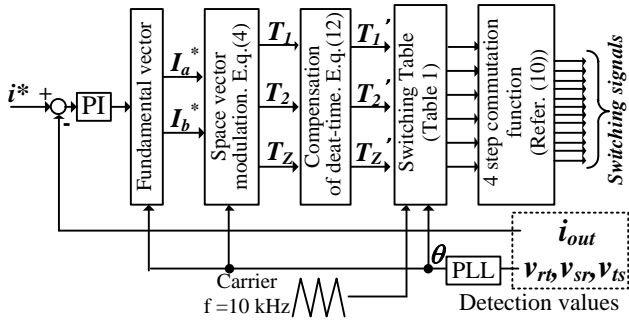 i*
+
-
PI
Fundamental vector
I_a^*
I_b^*
Space vector
modulation. E.q.(4)
T_1
T_2
T_Z
Compensation
of deat-time. E.q.(12)
T_1'
T_2'
T_Z'
Switching Table
(Table 1)
4 step commutation
function
(Refer. (10))
Switching signals
i_out
θ
PLL
v_rt, v_sr, v_ts
Carrier
f =10 kHz
Detection values